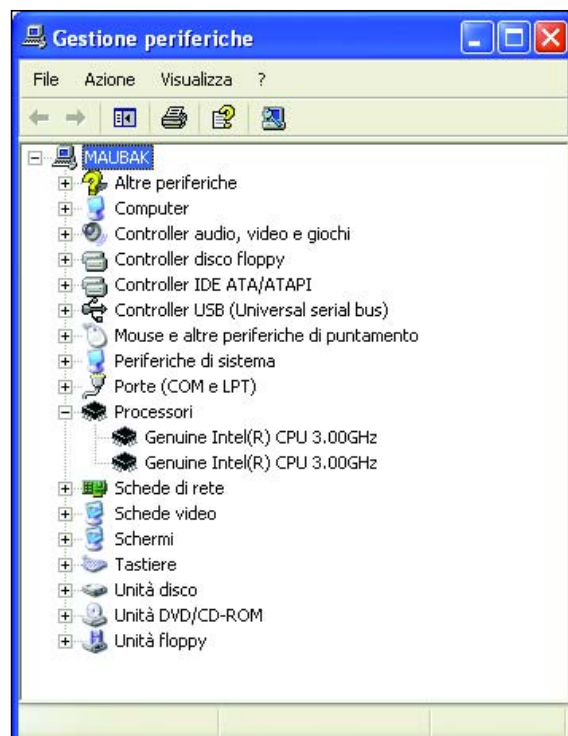 Gestione periferiche
File Azione Visualizza ?
MAUBAK
Altre periferiche
Computer
Controller audio, video e giochi
Controller disco floppy
Controller IDE ATA/ATAPI
Controller USB (Universal serial bus)
Mouse e altre periferiche di puntamento
Periferiche di sistema
Porte (COM e LPT)
Processori
Genuine Intel(R) CPU 3.00GHz
Genuine Intel(R) CPU 3.00GHz
Schede di rete
Schede video
Schermi
Tastiere
Unità disco
Unità DVD/CD-ROM
Unità floppy